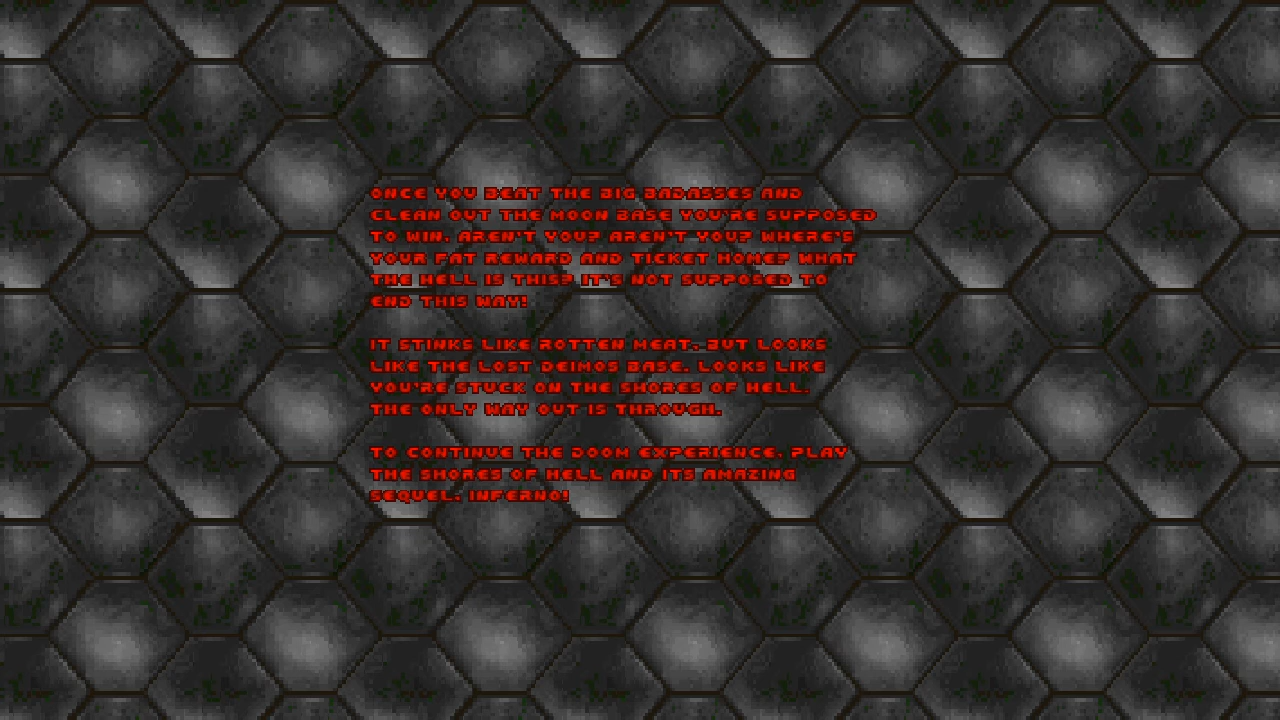 ONCE YOU BEAT THE BIG BADASSES AND
CLEAN OUT THE MOON BASE YOU'RE SUPPOSED
TO WIN, AREN'T YOU? AREN'T YOU? WHERE'S
YOUR FAT REWARD AND TICKET HOME? WHAT
THE HELL IS THIS? IT'S NOT SUPPOSED TO
END THIS WAY!
IT STINKS LIKE ROTTEN MEAT, BUT LOOKS
LIKE THE LOST DEIMOS BASE. LOOKS LIKE
YOU'RE STUCK ON THE SHORES OF HELL.
THE ONLY WAY OUT IS THROUGH.
TO CONTINUE THE DOOM EXPERIENCE, PLAY
THE SHORES OF HELL AND ITS AMAZING
SEQUEL, INFERNO!